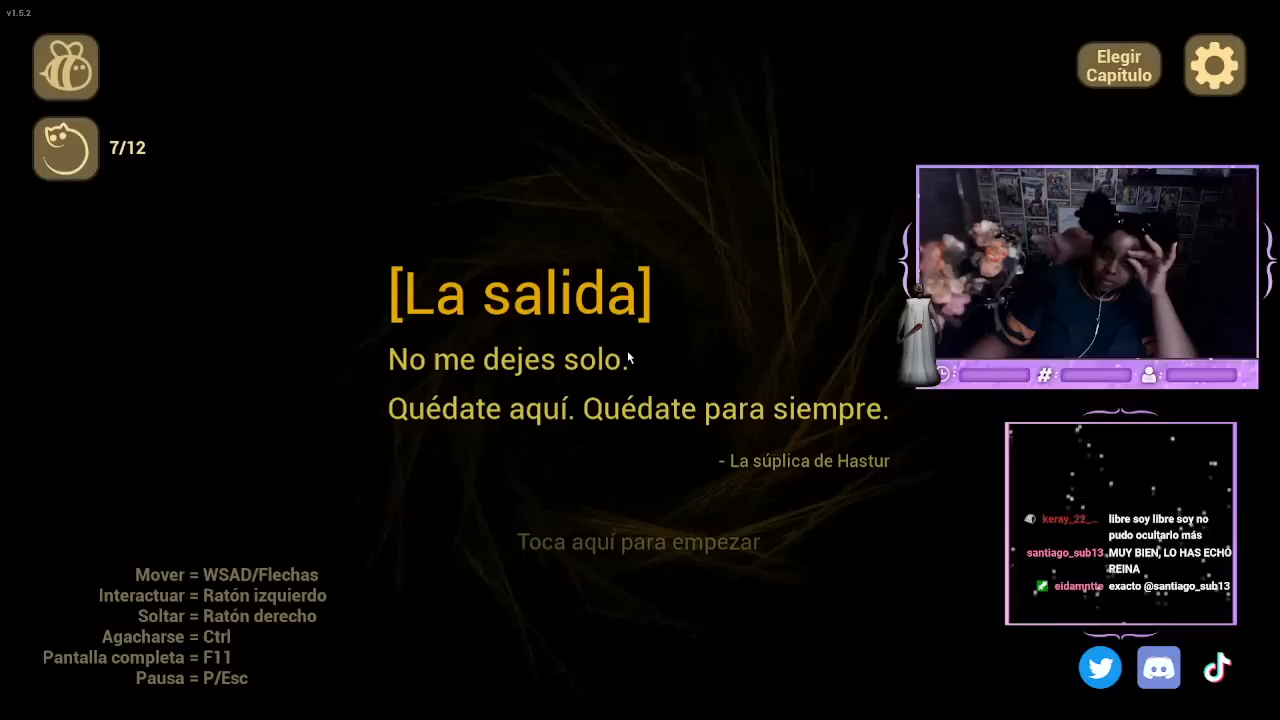 v1.5.2
Elegir
Capítulo
7/12
[La salida]
No me dejes solo.
Quédate aquí. Quédate para siempre.
- La súplica de Hastur
Toca aquí para empezar
Mover = WSAD/Flechas
Interactuar = Ratón izquierdo
Soltar = Ratón derecho
Agacharse = Ctrl
Pantalla completa = F11
Pausa = P/Esc
keray_22_... libre soy libre soy no
pudo ocultarlo más
santiago_sub13 MUY BIEN, LO HAS ECHO
REINA
eidamntte exacto @santiago_sub13